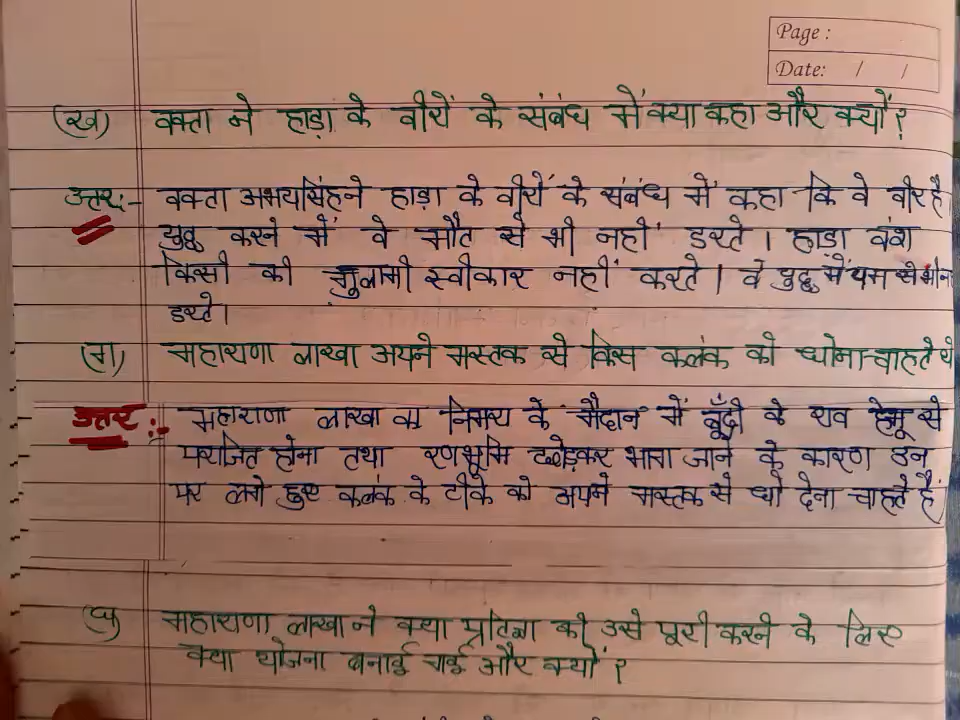 Page :
Date: / /
(ख) वक्ता ने हाड़ा के वीरों के संबंध में क्या कहा और क्यों?
उत्तर:- वक्ता अभयसिंहने हाड़ा के वीरों के संबंध में कहा कि वे वीर है।
युद्ध करने में वे मौत से भी नहीं डरते। हाडा वंश
किसी की गुलामी स्वीकार नहीं करते। वे युद्ध में यम से भी न
डरते।
(ग) महाराणा लाखा अपने मस्तक से किस कलंक को धोना चाहते थे
उत्तर:- महाराणा लाखा का के मैदान में बूँदी के राव हेमू से
पराजित होना तथा रणभूमि छोड़कर भाग जाने के कारण उन
पर लगे हुए कलंक के टीके को अपने मस्तक से धो देना चाहते हैं
(घ) महाराणा लाखा ने क्या की उसे पूरी करने के लिए
क्या योजना बनाई गई और क्यों?